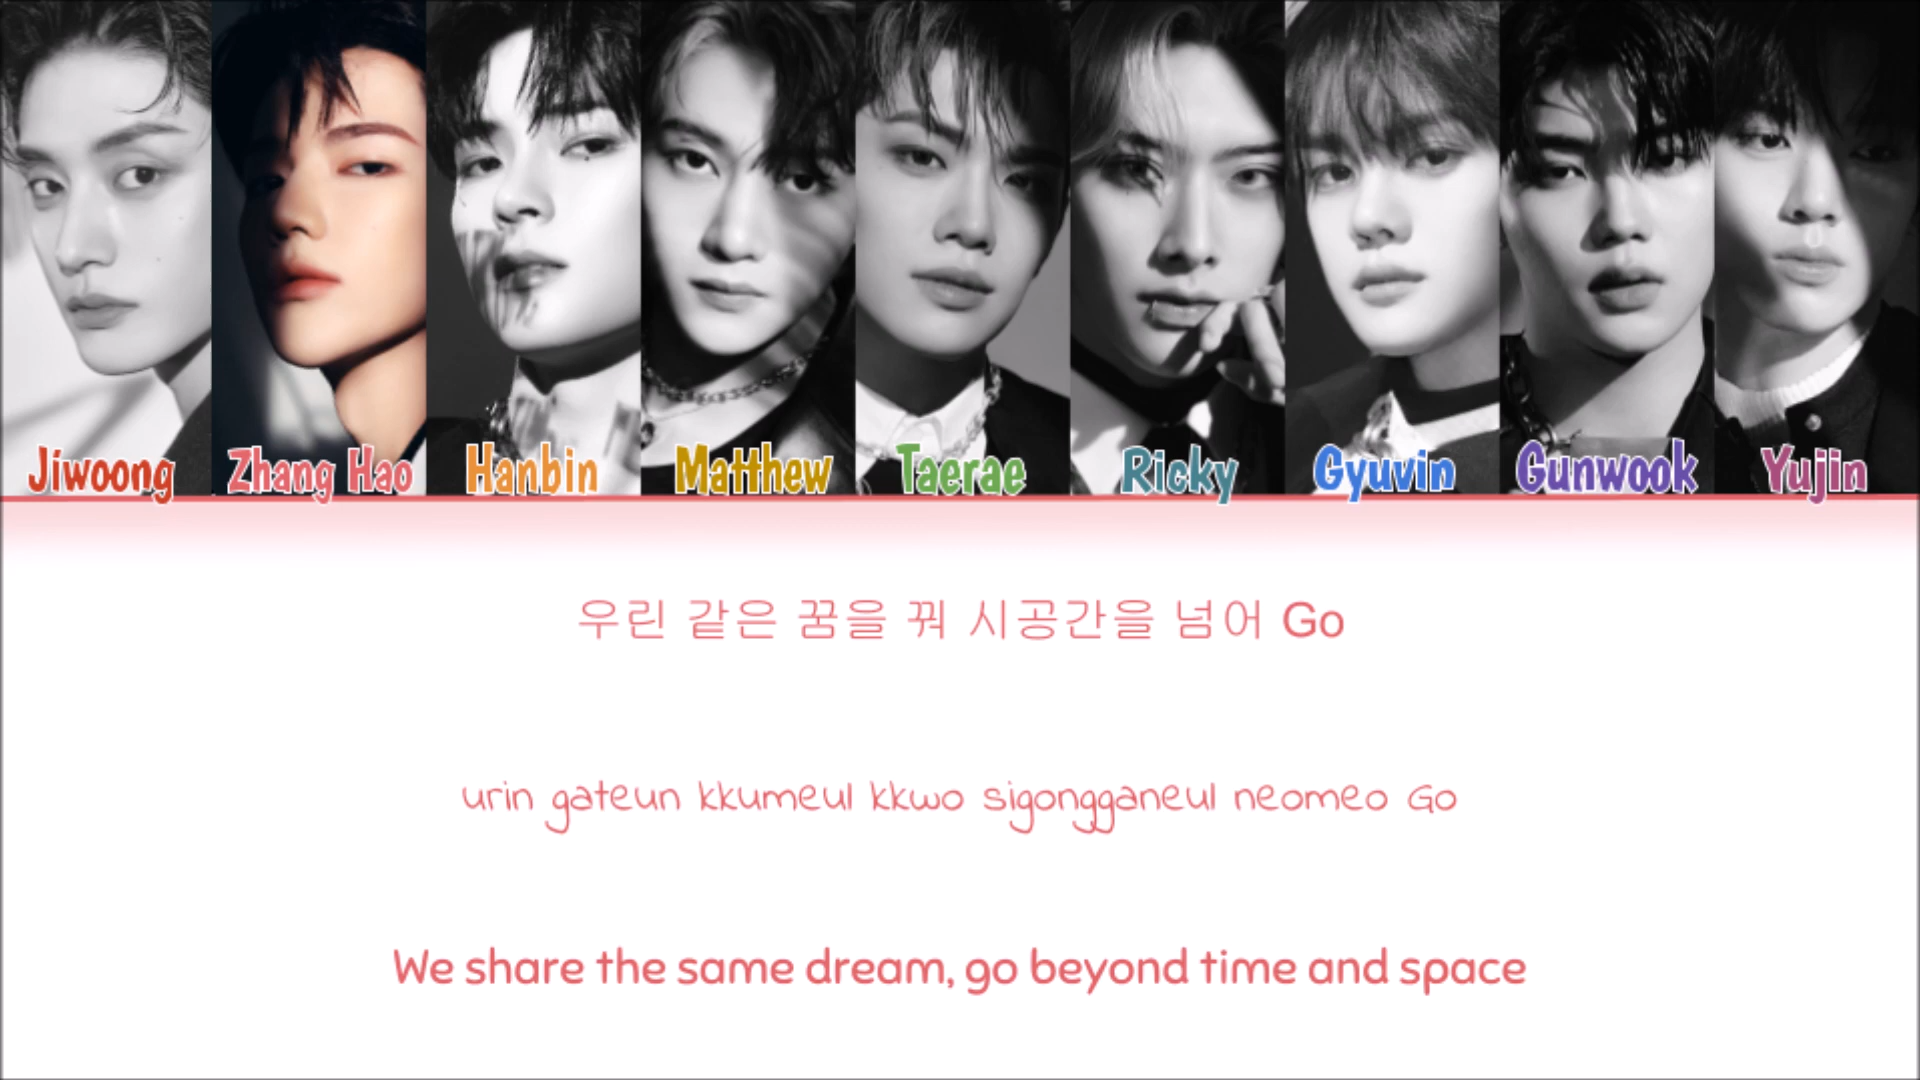 Jiwoong Zhang Hao Hanbin Matthew Taerae Ricky Gyuvin Gunwook Yujin
우린 같은 꿈을 꿔 시공간을 넘어 Go
urin gateun kkumeul kkwo sigongganeul neomeo Go
We share the same dream, go beyond time and space